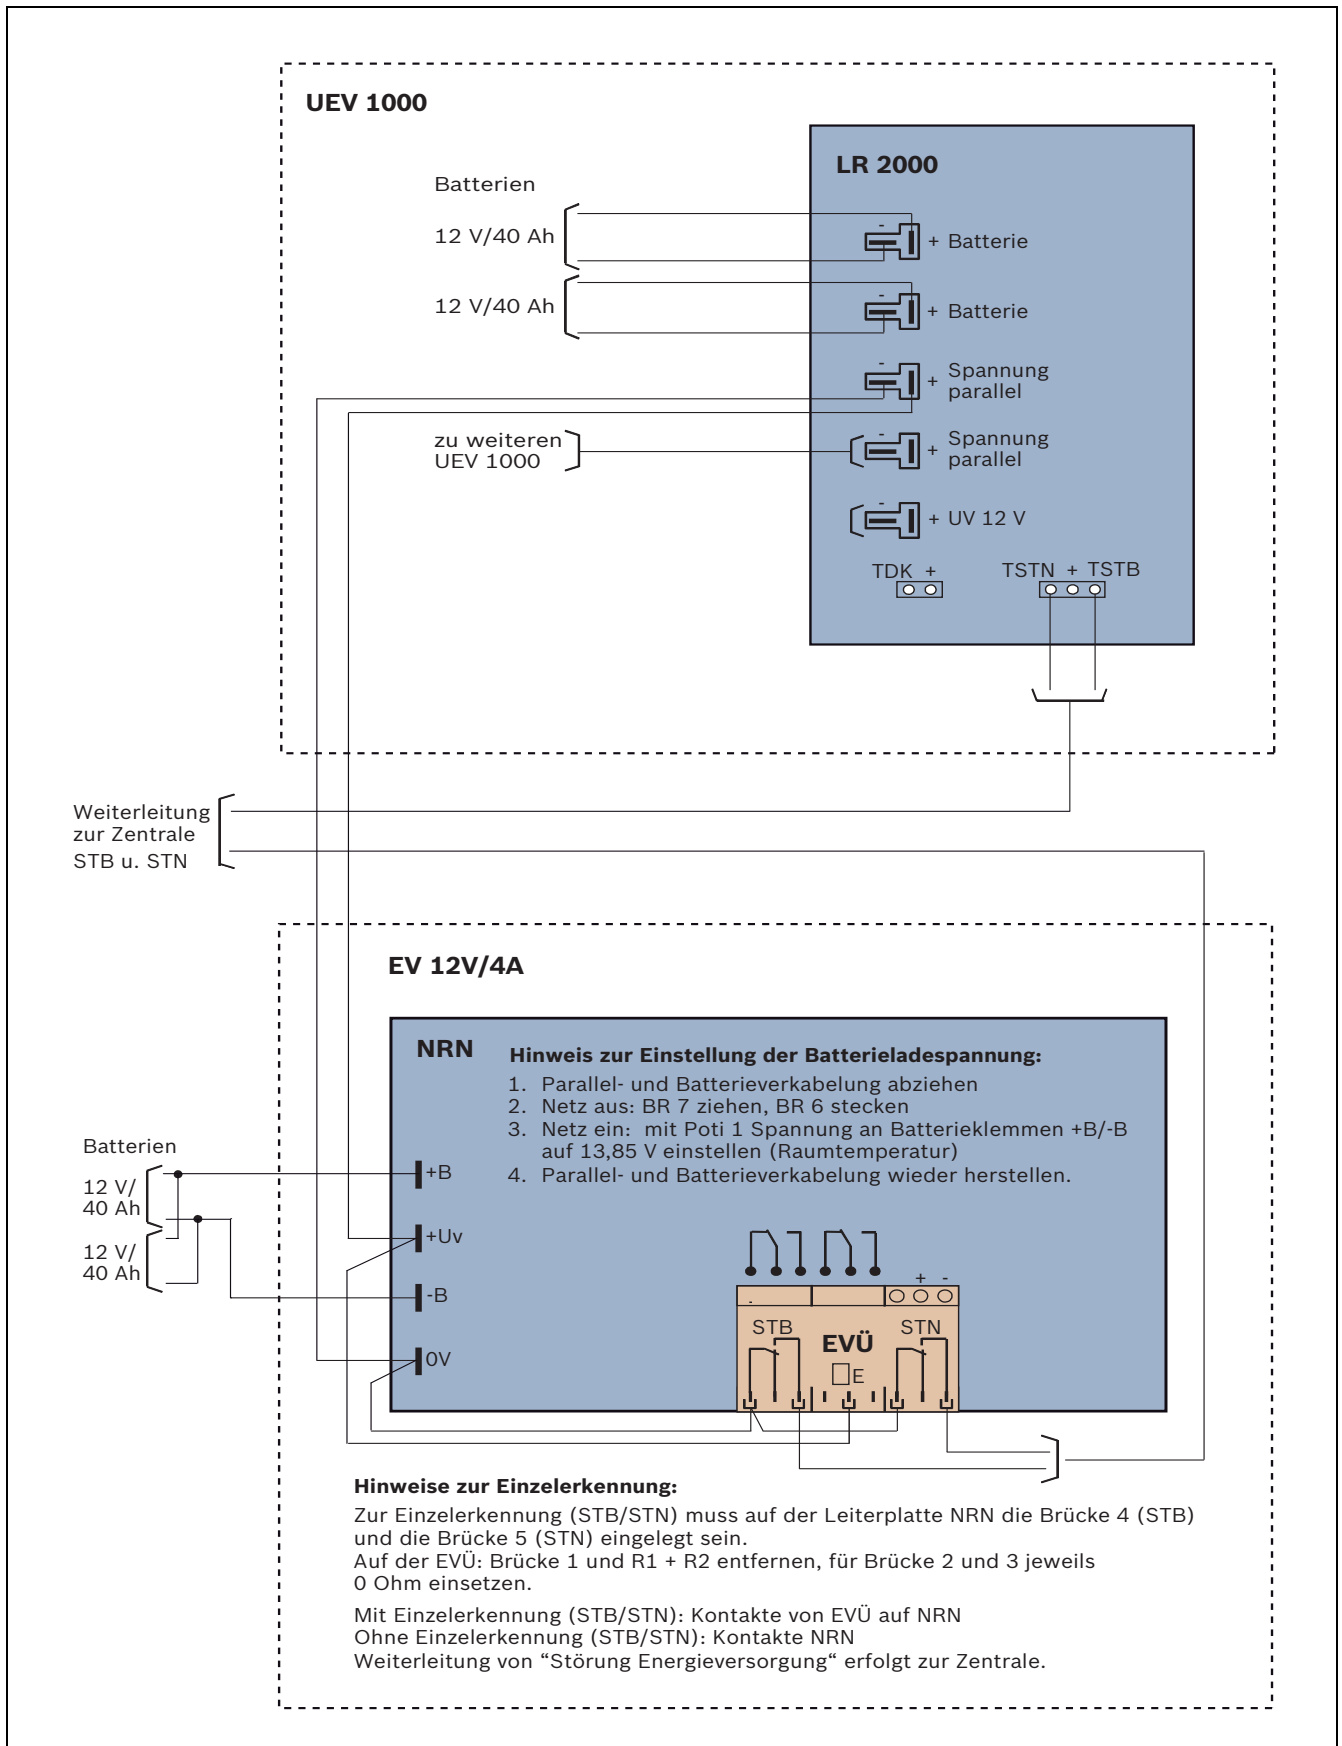 UEV 1000
LR 2000
Batterien
12 V/40 Ah
-
+ Batterie
12 V/40 Ah
-
+ Batterie
-
+ Spannung
parallel
zu weiteren
UEV 1000
-
+ Spannung
parallel
-
+ UV 12 V
TDK +
TSTN + TSTB
Weiterleitung
zur Zentrale
STB u. STN
EV 12V/4A
NRN
Hinweis zur Einstellung der Batterieladespannung:
1. Parallel- und Batterieverkabelung abziehen
2. Netz aus: BR 7 ziehen, BR 6 stecken
3. Netz ein: mit Poti 1 Spannung an Batterieklemmen +B/-B
auf 13,85 V einstellen (Raumtemperatur)
4. Parallel- und Batterieverkabelung wieder herstellen.
Batterien
12 V/
40 Ah
12 V/
40 Ah
+B
+Uv
-B
0V
+ -
STB
EVÜ
STN
E
Hinweise zur Einzelerkennung:
Zur Einzelerkennung (STB/STN) muss auf der Leiterplatte NRN die Brücke 4 (STB)
und die Brücke 5 (STN) eingelegt sein.
Auf der EVÜ: Brücke 1 und R1 + R2 entfernen, für Brücke 2 und 3 jeweils
0 Ohm einsetzen.
Mit Einzelerkennung (STB/STN): Kontakte von EVÜ auf NRN
Ohne Einzelerkennung (STB/STN): Kontakte NRN
Weiterleitung von “Störung Energieversorgung“ erfolgt zur Zentrale.